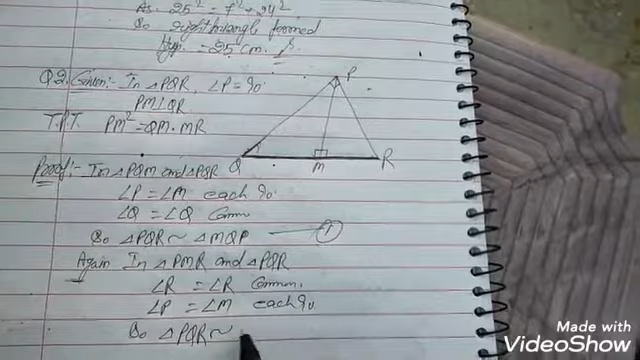 As. 25² = 7² + 24²
So right triangle formed
Hyp. = 25 cm.
Q2. Given:- In △PQR, ∠P = 90°
PM⊥QR
T.P.T. PM² = QM·MR
P
Q
1
M
R
Proof:- In △PQM and △PQR
∠P = ∠M each 90°
∠Q = ∠Q Common
So △PQR ~ △MQP — ①
Again In △PMR and △PQR
∠R = ∠R Common.
∠P = ∠M each 90
So △PQR ~
Made with
VideoShow